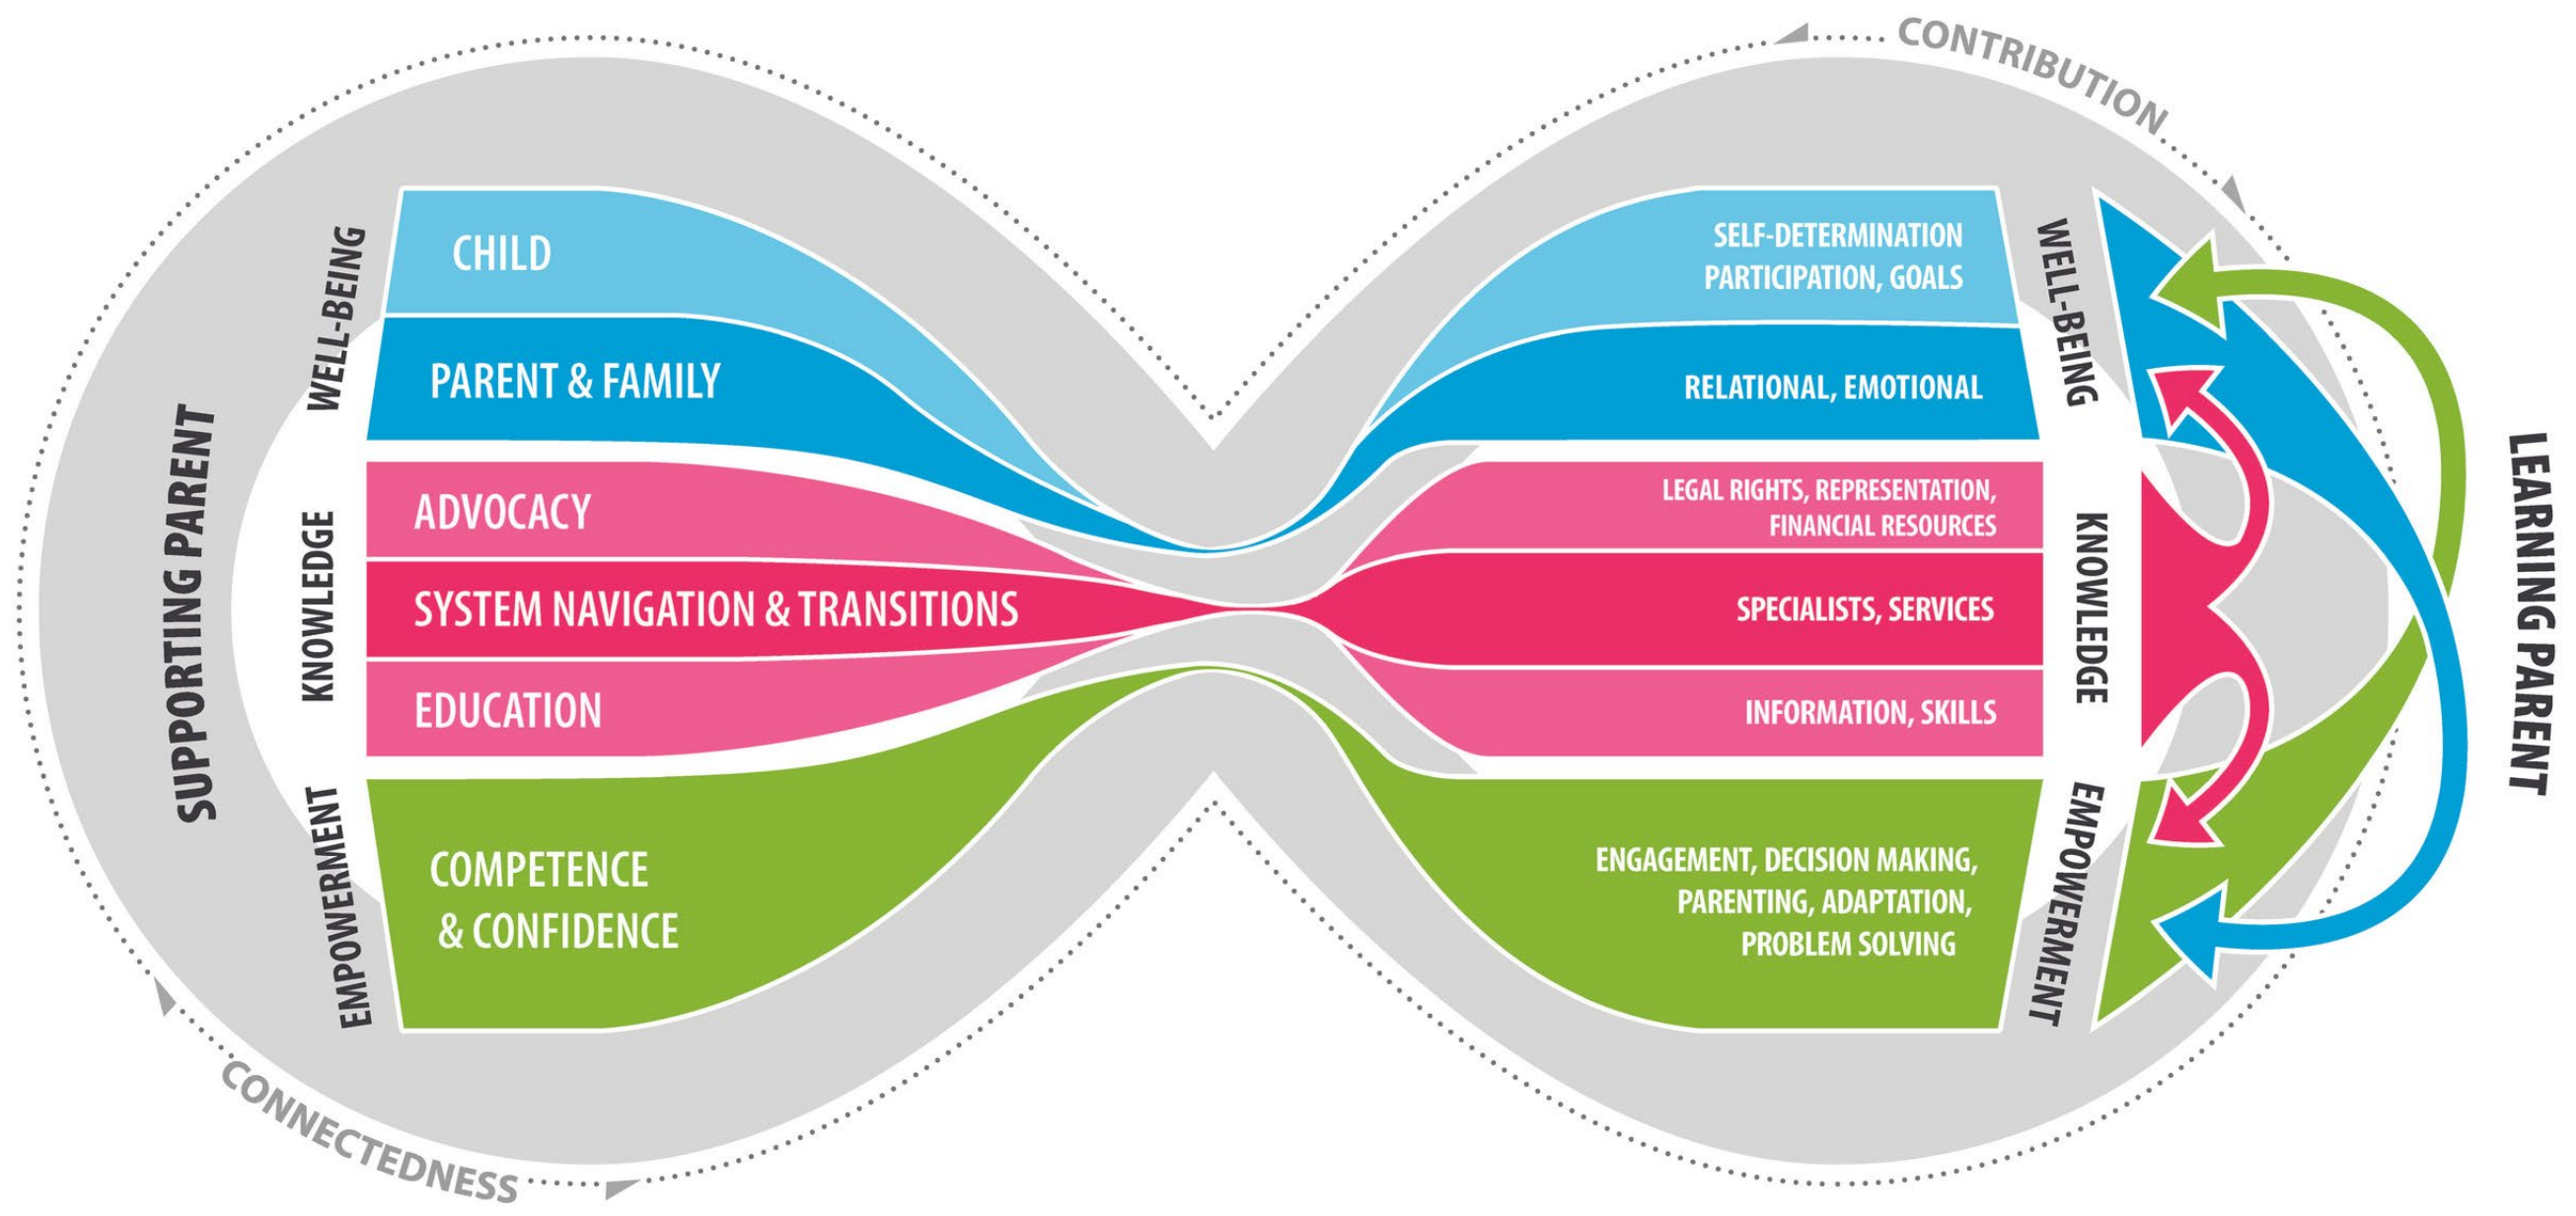 CONTRIBUTION
SUPPORTING PARENT
WELL-BEING
KNOWLEDGE
EMPOWERMENT
CHILD
PARENT & FAMILY
ADVOCACY
SYSTEM NAVIGATION & TRANSITIONS
EDUCATION
COMPETENCE
& CONFIDENCE
SELF-DETERMINATION
PARTICIPATION, GOALS
RELATIONAL, EMOTIONAL
LEGAL RIGHTS, REPRESENTATION,
FINANCIAL RESOURCES
SPECIALISTS, SERVICES
INFORMATION, SKILLS
ENGAGEMENT, DECISION MAKING,
PARENTING, ADAPTATION,
PROBLEM SOLVING
WELL-BEING
KNOWLEDGE
EMPOWERMENT
LEARNING PARENT
CONNECTEDNESS